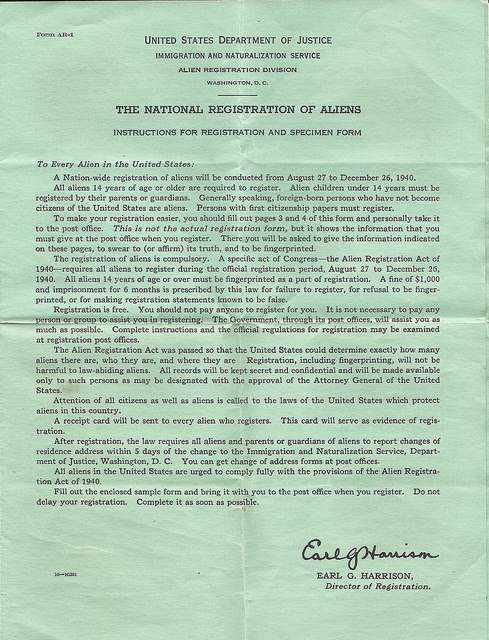 Form AR-1
UNITED STATES DEPARTMENT OF JUSTICE
IMMIGRATION AND NATURALIZATION SERVICE
ALIEN REGISTRATION DIVISION
WASHINGTON, D. C.
THE NATIONAL REGISTRATION OF ALIENS
INSTRUCTIONS FOR REGISTRATION AND SPECIMEN FORM
To Every Alien in the United States:
A Nation-wide registration of aliens will be conducted from August 27 to December 26, 1940.
All aliens 14 years of age or older are required to register. Alien children under 14 years must be
registered by their parents or guardians. Generally speaking, foreign-born persons who have not become
citizens of the United States are aliens. Persons with first citizenship papers must register.
To make your registration easier, you should fill out pages 3 and 4 of this form and personally take it
to the post office. This is not the actual registration form, but it shows the information that you
must give at the post office when you register. There you will be asked to give the information indicated
on these pages, to swear to (or affirm) its truth, and to be fingerprinted.
The registration of aliens is compulsory. A specific act of Congress—the Alien Registration Act of
1940—requires all aliens to register during the official registration period, August 27 to December 26,
1940. All aliens 14 years of age or over must be fingerprinted as a part of registration. A fine of $1,000
and imprisonment for 6 months is prescribed by this law for failure to register, for refusal to be finger-
printed, or for making registration statements known to be false.
Registration is free. You should not pay anyone to register for you. It is not necessary to pay any
person or group to assist you in registering. The Government, through its post offices, will assist you as
much as possible. Complete instructions and the official regulations for registration may be examined
at registration post offices.
The Alien Registration Act was passed so that the United States could determine exactly how many
aliens there are, who they are, and where they are Registration, including fingerprinting, will not be
harmful to law-abiding aliens. All records will be kept secret and confidential and will be made available
only to such persons as may be designated with the approval of the Attorney General of the United
States.
Attention of all citizens as well as aliens is called to the laws of the United States which protect
aliens in this country.
A receipt card will be sent to every alien who registers. This card will serve as evidence of regis-
tration.
After registration, the law requires all aliens and parents or guardians of aliens to report changes of
residence address within 5 days of the change to the Immigration and Naturalization Service, Depart-
ment of Justice, Washington, D. C. You can get change of address forms at post offices.
All aliens in the United States are urged to comply fully with the provisions of the Alien Registra-
tion Act of 1940.
Fill out the enclosed sample form and bring it with you to the post office when you register. Do not
delay your registration. Complete it as soon as possible.
Earl G Harrison
EARL G. HARRISON,
Director of Registration.